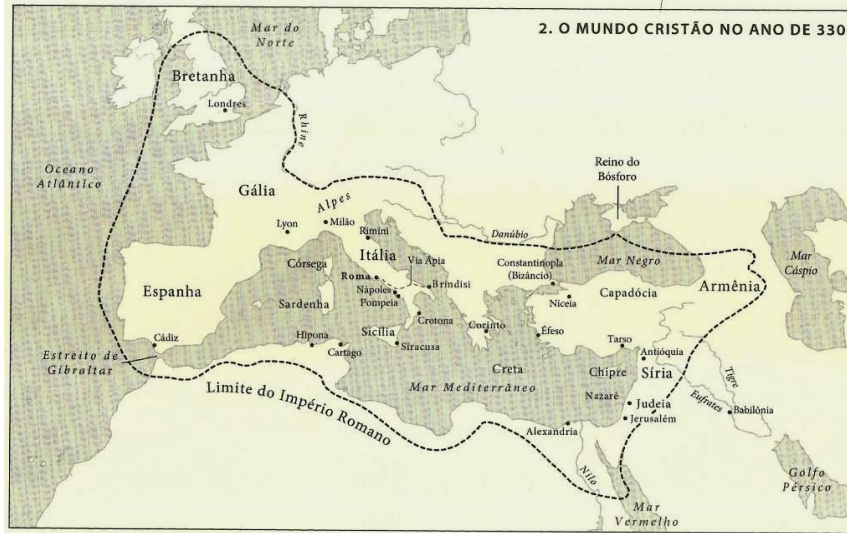 2. O MUNDO CRISTÃO NO ANO DE 330
Mar do
Norte
Bretanha
Londres
Rhine
Oceano
Atlântico
Reino do
Bósforo
Gália
Alpes
Lyon
Milão
Rimini
Danúbio
Mar
Cáspio
Itália
Via Ápia
Constantinopla
(Bizâncio)
Mar Negro
Córsega
Roma
Armênia
Espanha
Nápoles
Brindisi
Capadócia
Sardenha
Pompeia
Niceia
Crotona
Cádiz
Hipona
Sicília
Corinto
Éfeso
Tarso
Antióquia
Estreito de
Gibraltar
Cartago
Siracusa
Creta
Chipre
Síria
Tigre
Limite do Império Romano
Mar Mediterrâneo
Nazaré
Eufrates
Judeia
Babilônia
Alexandria
Jerusalém
Nilo
Golfo
Pérsico
Mar
Vermelho